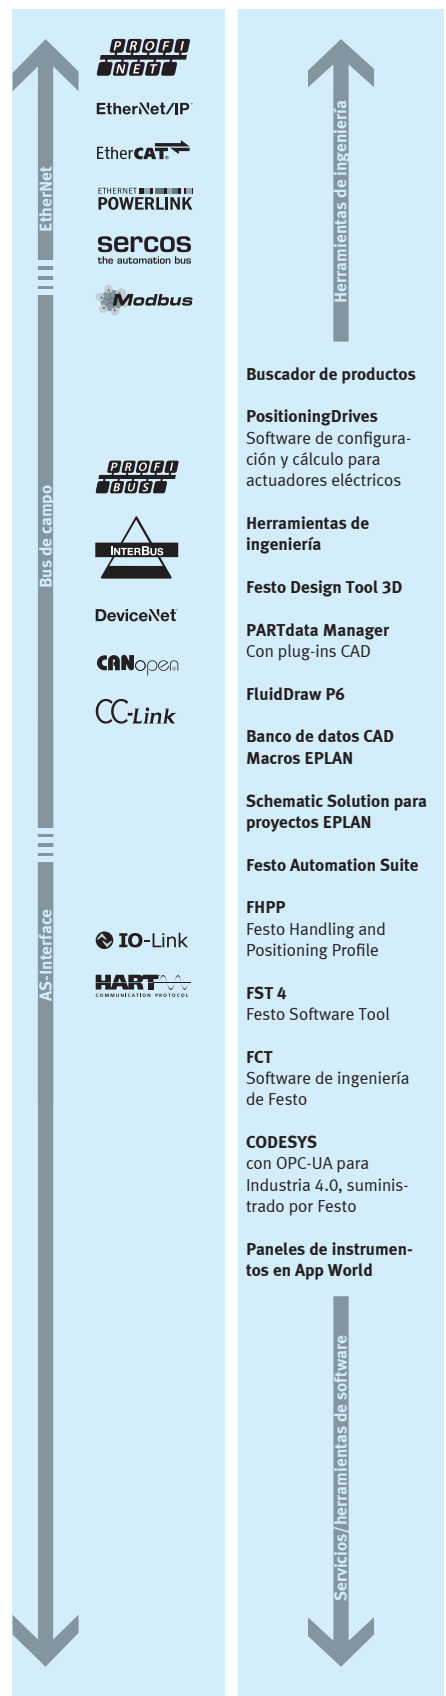 EtherNet
Bus de campo
AS-Interface
PROFI
NET
EtherNet/IP
EtherCAT
ETHERNET
POWERLINK
sercos
the automation bus
Modbus
PROFI
BUS
INTERBUS
DeviceNet
CANopen
CC-Link
IO-Link
HART
COMMUNICATION PROTOCOL
Herramientas de ingeniería
Buscador de productos
PositioningDrives
Software de configura-
ción y cálculo para
actuadores eléctricos
Herramientas de
ingeniería
Festo Design Tool 3D
PARTdata Manager
Con plug-ins CAD
FluidDraw P6
Banco de datos CAD
Macros EPLAN
Schematic Solution para
proyectos EPLAN
Festo Automation Suite
FHPP
Festo Handling and
Positioning Profile
FST 4
Festo Software Tool
FCT
Software de ingeniería
de Festo
CODESYS
con OPC-UA para
Industria 4.0, suminis-
trado por Festo
Paneles de instrumen-
tos en App World
Servicios/herramientas de software